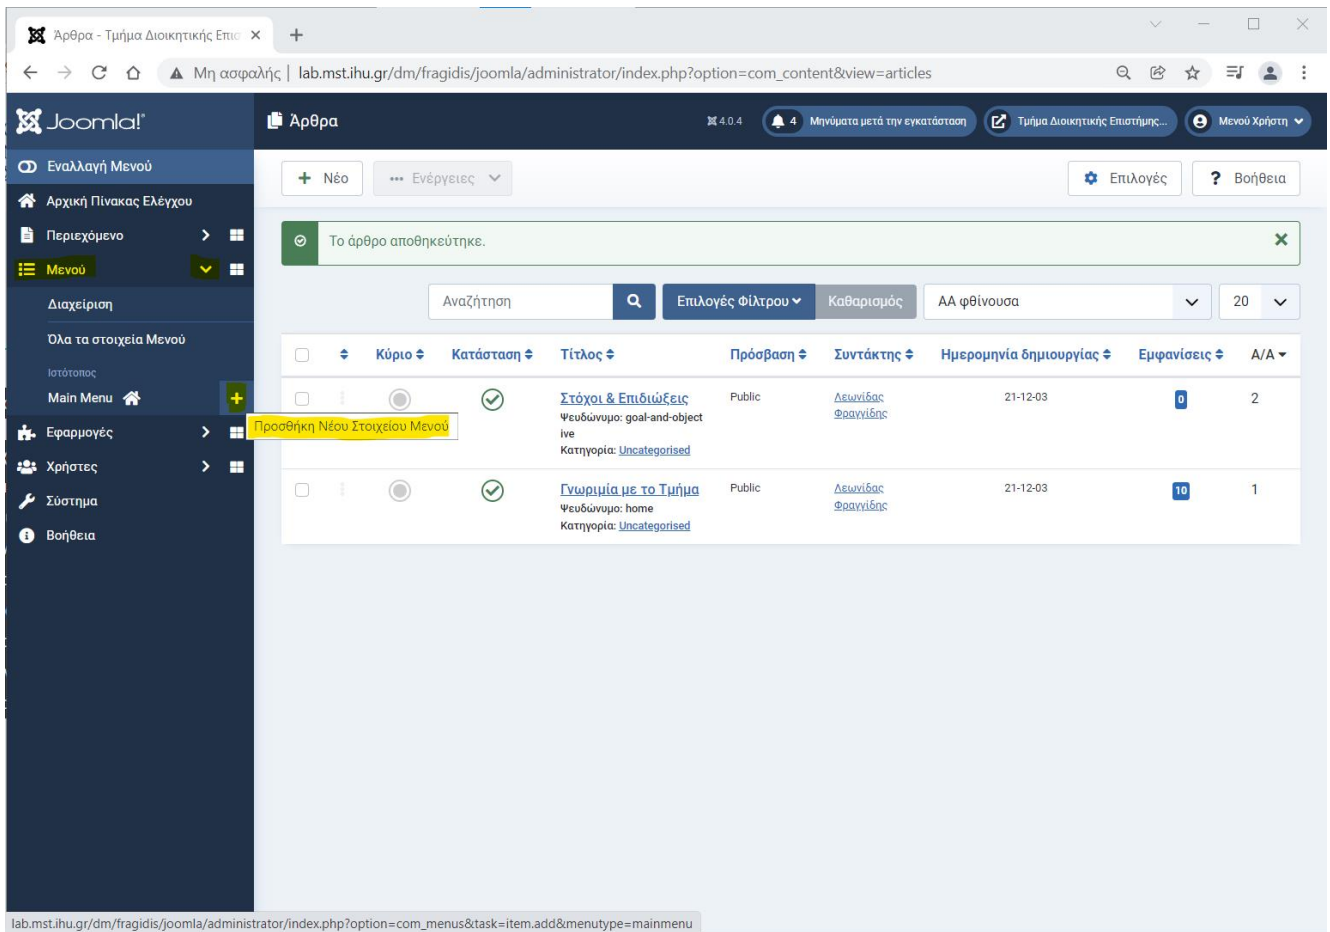 Άρθρα - Τμήμα Διοικητικής Επισ
Μη ασφαλής | lab.mst.ihu.gr/dm/fragidis/joomla/administrator/index.php?option=com_content&view=articles
Joomla!®
Άρθρα
4.0.4
4 Μηνύματα μετά την εγκατάσταση
Τμήμα Διοικητικής Επιστήμης...
Μενού Χρήστη
Εναλλαγή Μενού
Αρχική Πίνακας Ελέγχου
Περιεχόμενο
Μενού
Διαχείριση
Όλα τα στοιχεία Μενού
Ιστότοπος
Main Menu
Εφαρμογές
Χρήστες
Σύστημα
Βοήθεια
Προσθήκη Νέου Στοιχείου Μενού
+ Νέο
••• Ενέργειες
Επιλογές
? Βοήθεια
Το άρθρο αποθηκεύτηκε.
Αναζήτηση
Επιλογές Φίλτρου
Καθαρισμός
ΑΑ φθίνουσα
20
Κύριο Κατάσταση Τίτλος Πρόσβαση Συντάκτης Ημερομηνία δημιουργίας Εμφανίσεις Α/Α
Στόχοι & Επιδιώξεις
Ψευδώνυμο: goal-and-object
ive
Κατηγορία: Uncategorised
Public
Λεωνίδας
Φραγγίδης
21-12-03
0
2
Γνωριμία με το Τμήμα
Ψευδώνυμο: home
Κατηγορία: Uncategorised
Public
Λεωνίδας
Φραγγίδης
21-12-03
10
1
lab.mst.ihu.gr/dm/fragidis/joomla/administrator/index.php?option=com_menus&task=item.add&menutype=mainmenu